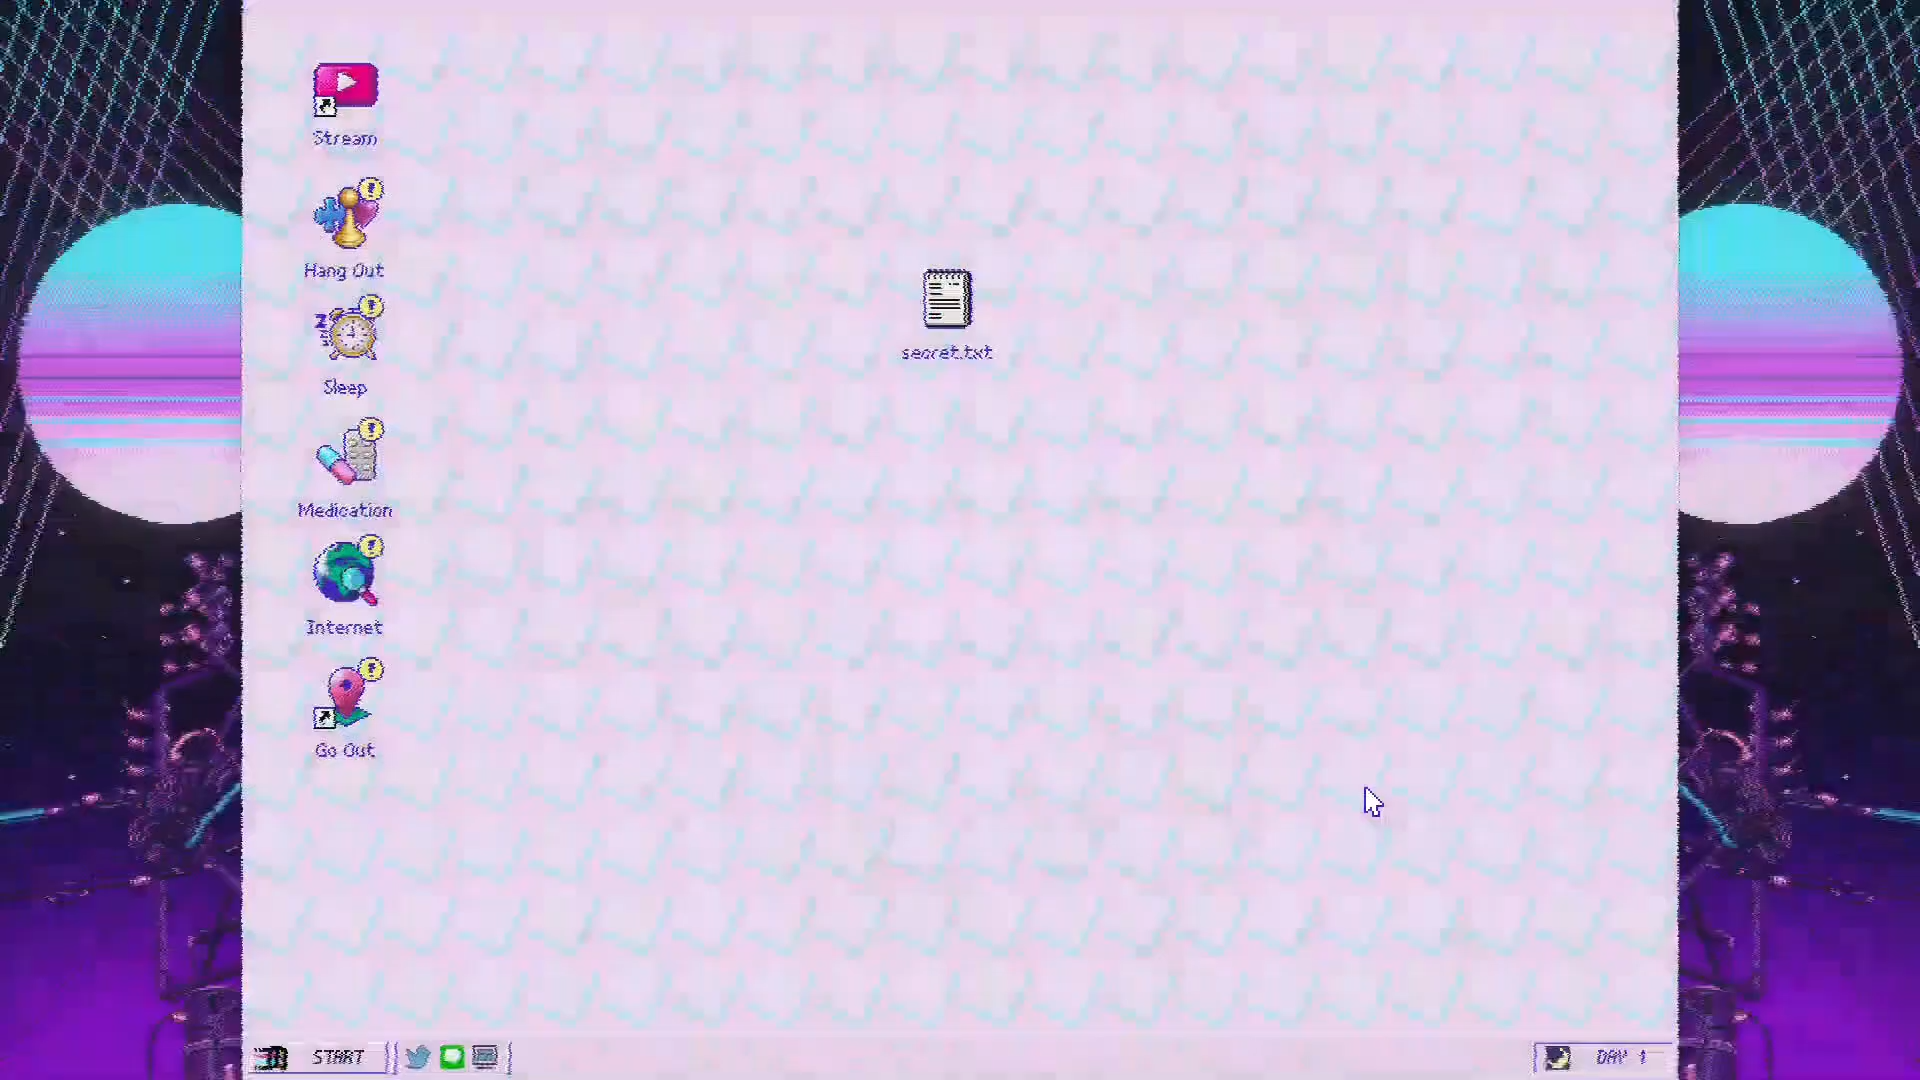 Stream
Hang Out
secret.txt
Sleep
Medication
Internet
Go Out
START
DAY 1